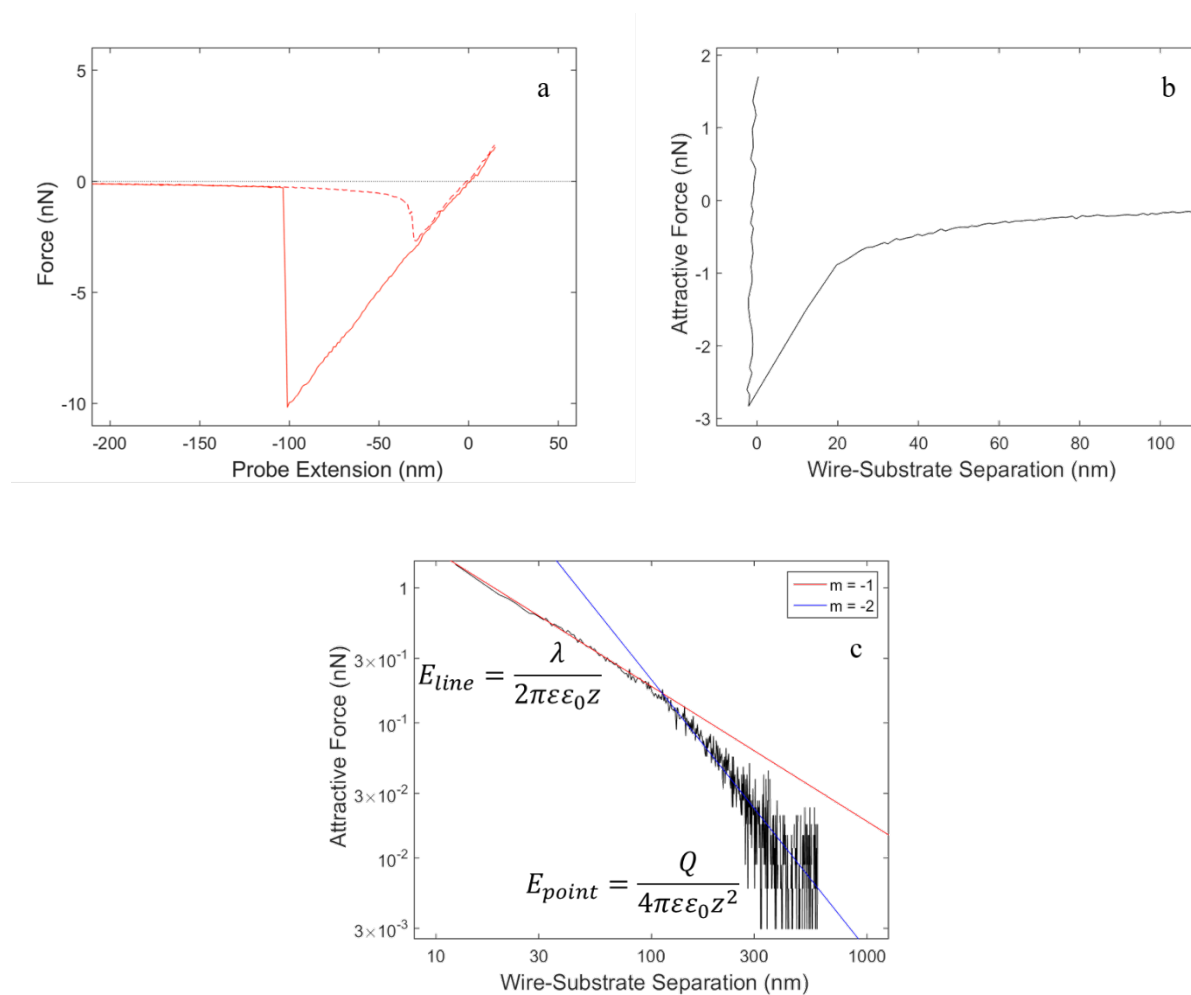 a
5
0
-5
-10
Force (nN)
-200 -150 -100 -50 0 50
Probe Extension (nm)
b
2
1
0
-1
-2
-3
Attractive Force (nN)
0 20 40 60 80 100
Wire-Substrate Separation (nm)
m = -1
m = -2
c
1
3×10⁻¹
10⁻¹
3×10⁻²
10⁻²
3×10⁻³
Attractive Force (nN)
E_line = λ / 2πεε₀z
E_point = Q / 4πεε₀z²
10 30 100 300 1000
Wire-Substrate Separation (nm)